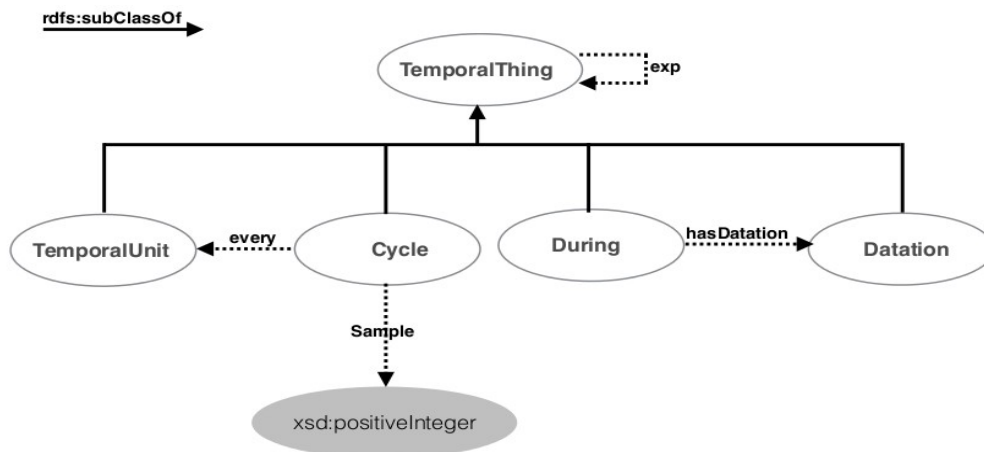 rdfs:subClassOf
TemporalThing
exp
TemporalUnit
every
Cycle
During
hasDatation
Datation
Sample
xsd:positiveInteger